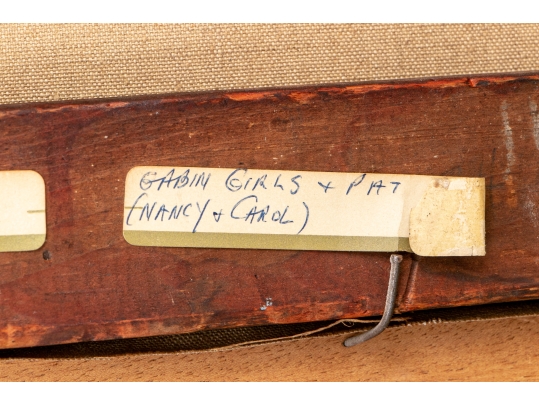 GABIN GIRLS + PAT
(NANCY + CAROL)